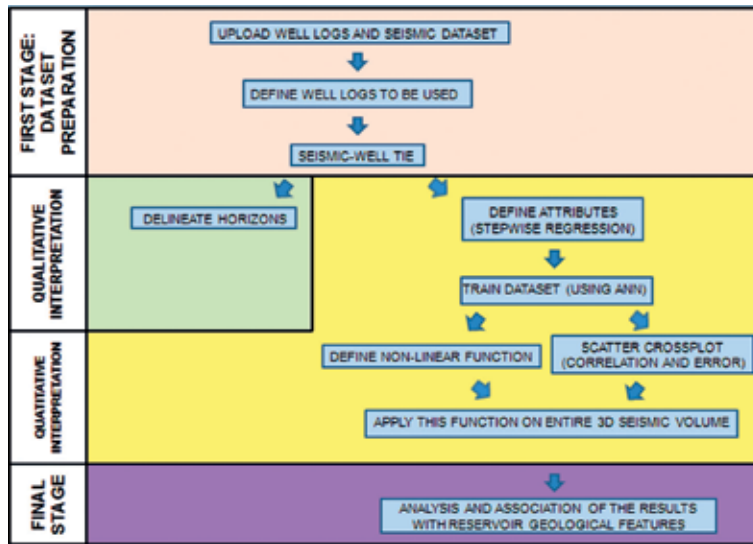 FIRST STAGE:
DATASET
PREPARATION
UPLOAD WELL LOGS AND SEISMIC DATASET
DEFINE WELL LOGS TO BE USED
SEISMIC-WELL TIE
QUALITATIVE
INTERPRETATION
DELINEATE HORIZONS
DEFINE ATTRIBUTES
(STEPWISE REGRESSION)
TRAIN DATASET (USING ANN)
QUATITATIVE
INTERPRETATION
DEFINE NON-LINEAR FUNCTION
SCATTER CROSSPLOT
(CORRELATION AND ERROR)
APPLY THIS FUNCTION ON ENTIRE 3D SEISMIC VOLUME
FINAL
STAGE
ANALYSIS AND ASSOCIATION OF THE RESULTS
WITH RESERVOIR GEOLOGICAL FEATURES